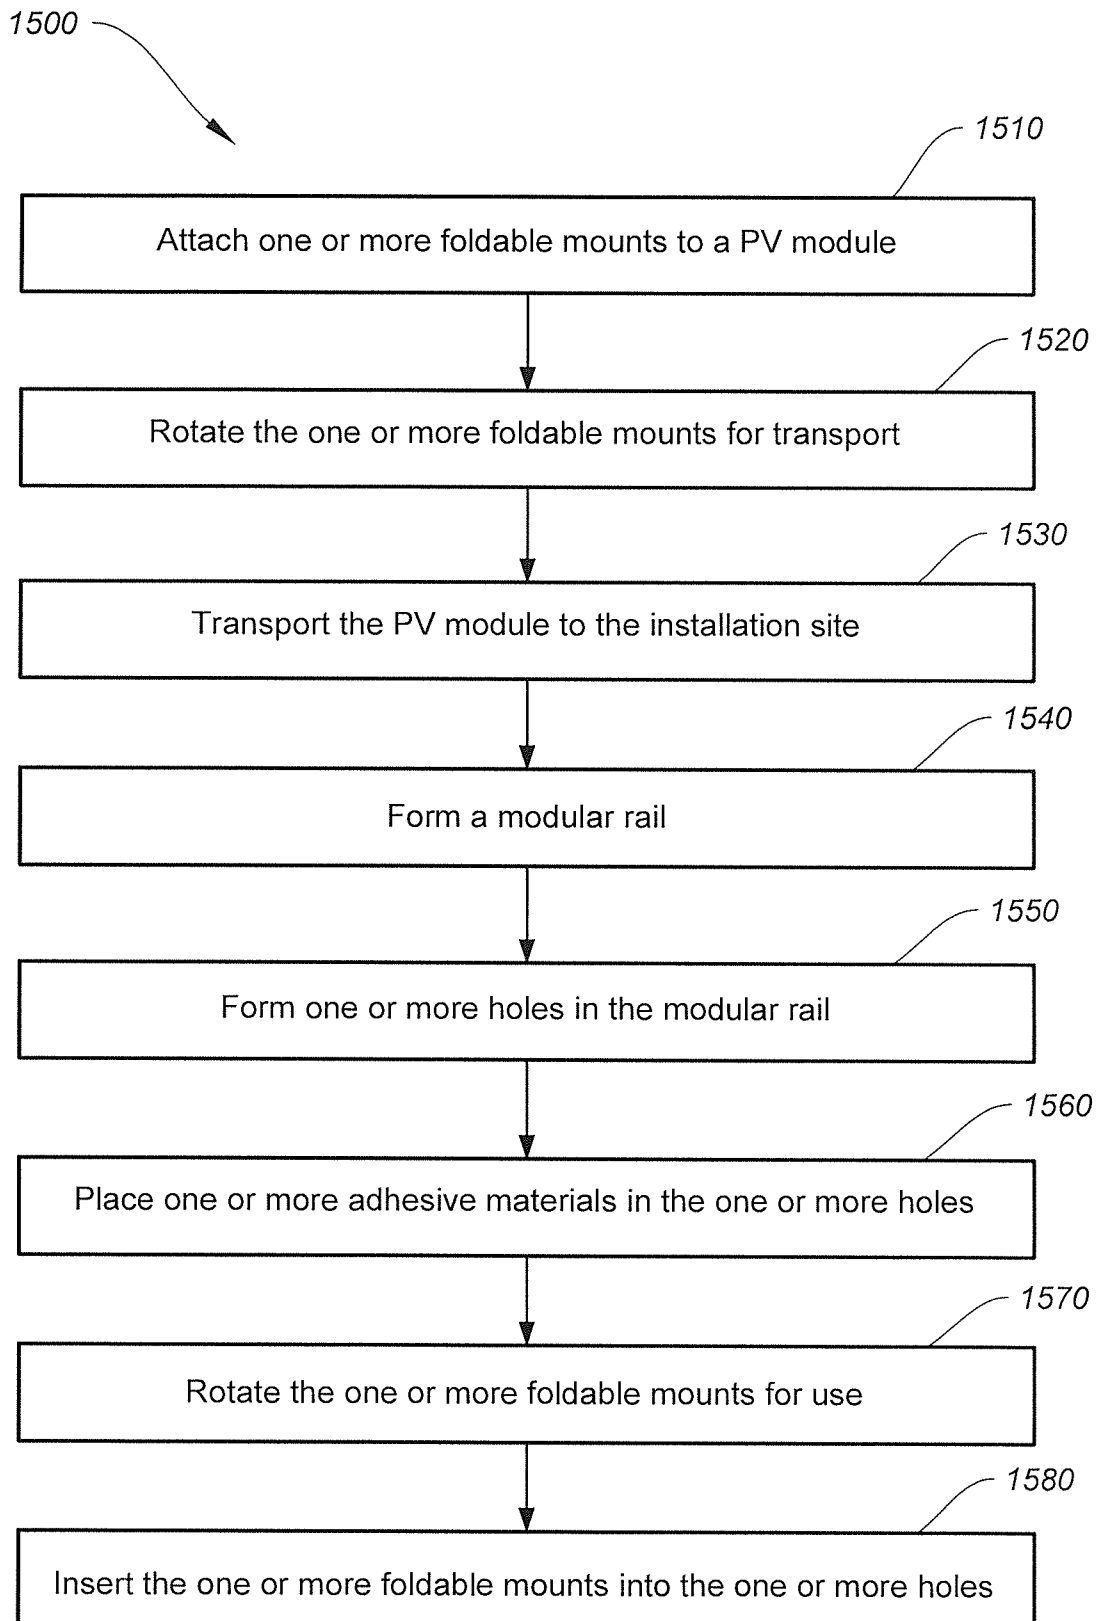 1500
1510
Attach one or more foldable mounts to a PV module
1520
Rotate the one or more foldable mounts for transport
1530
Transport the PV module to the installation site
1540
Form a modular rail
1550
Form one or more holes in the modular rail
1560
Place one or more adhesive materials in the one or more holes
1570
Rotate the one or more foldable mounts for use
1580
Insert the one or more foldable mounts into the one or more holes